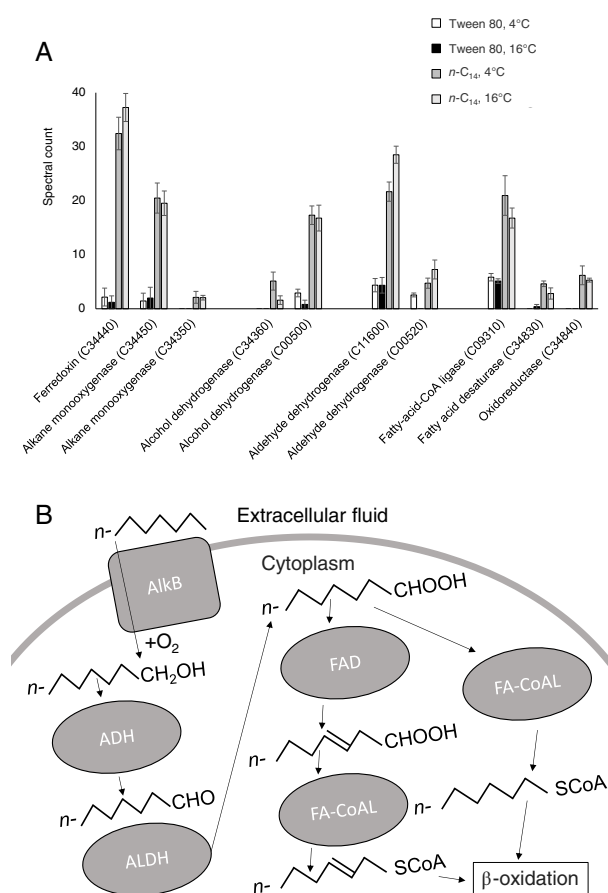 Tween 80, 4°C
Tween 80, 16°C
n-C14, 4°C
n-C14, 16°C
A
Spectral count
40
30
20
10
0
Ferredoxin (C34440)
Alkane monooxygenase (C34450)
Alkane monooxygenase (C34350)
Alcohol dehydrogenase (C34360)
Alcohol dehydrogenase (C00500)
Aldehyde dehydrogenase (C11600)
Aldehyde dehydrogenase (C00520)
Fatty-acid-CoA ligase (C09310)
Fatty acid desaturase (C34830)
Oxidoreductase (C34840)
B
n-
Extracellular fluid
Cytoplasm
AlkB
+O2
n- CHOOH
n- CH2OH
FAD
FA-CoAL
ADH
n- CHOOH
n- CHO
FA-CoAL
n- SCoA
ALDH
n- SCoA
β-oxidation